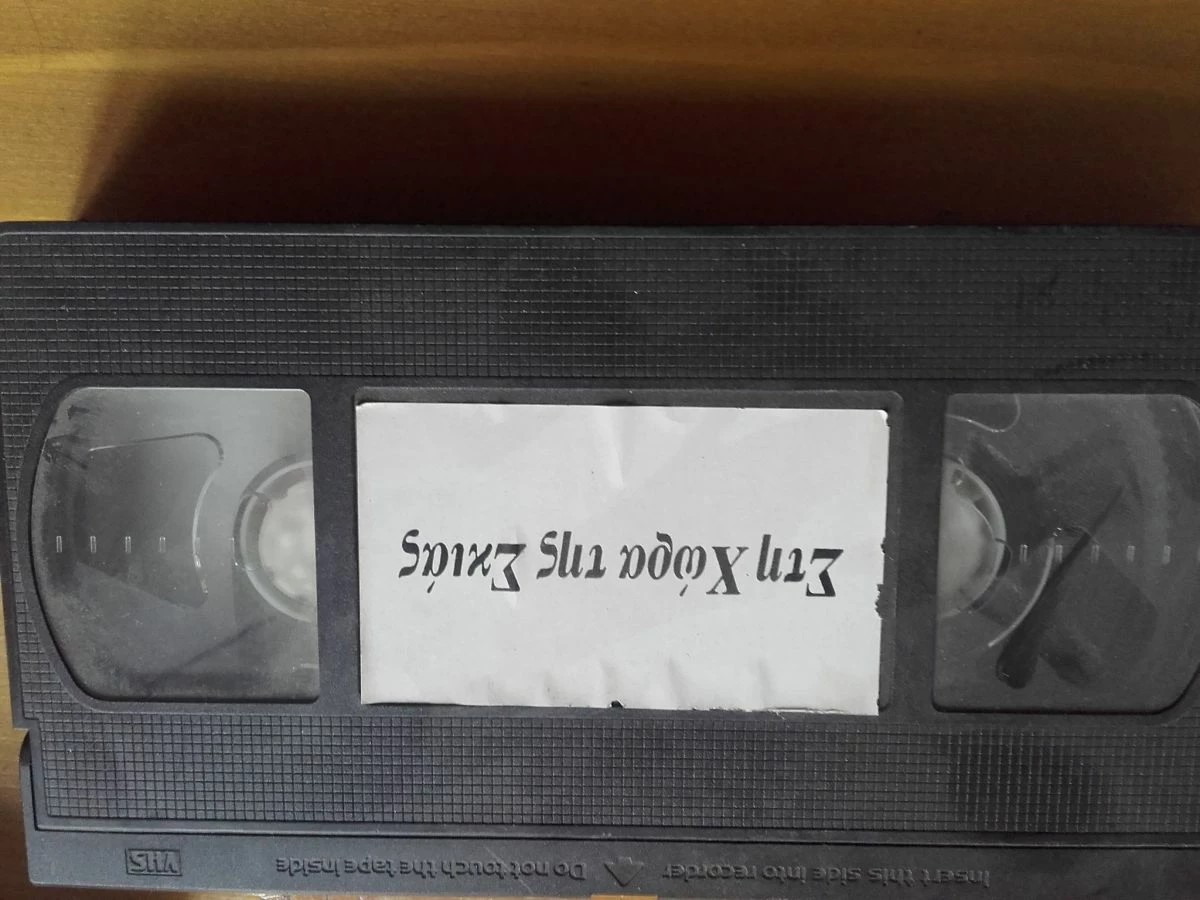 Στη Χώρα της Σκιάς
Insert this side into recorder
Do not touch the tape inside
VHS